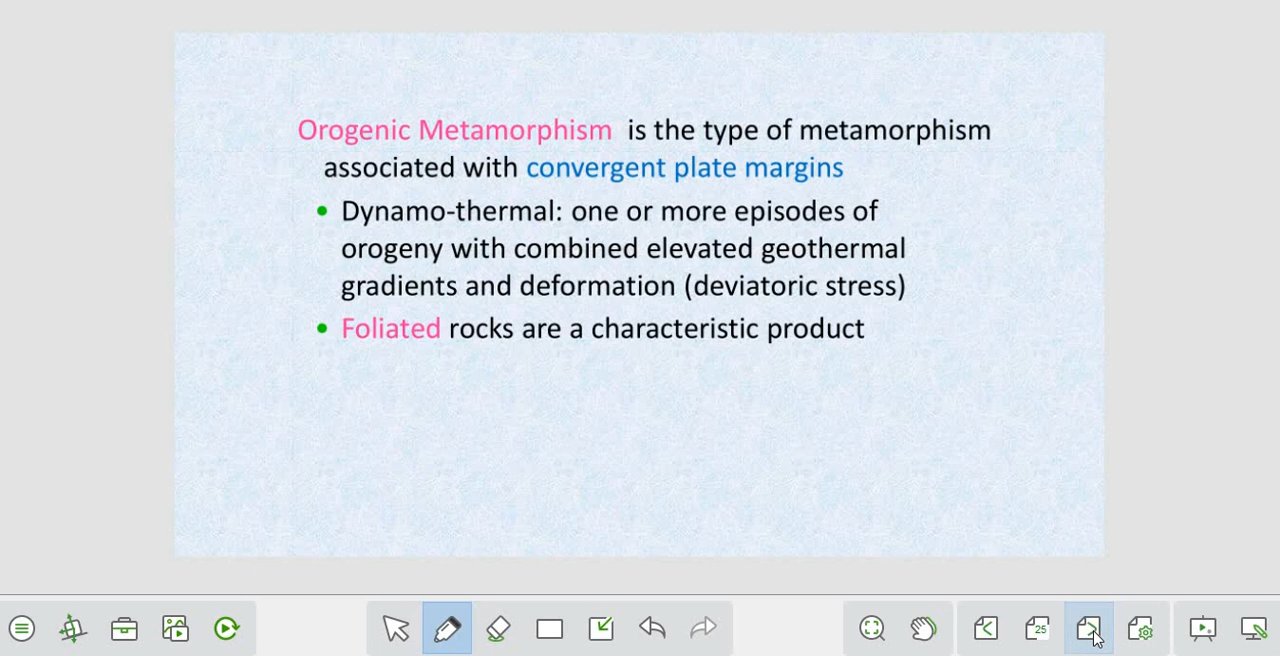 Orogenic Metamorphism is the type of metamorphism
associated with convergent plate margins
• Dynamo-thermal: one or more episodes of
orogeny with combined elevated geothermal
gradients and deformation (deviatoric stress)
• Foliated rocks are a characteristic product
25